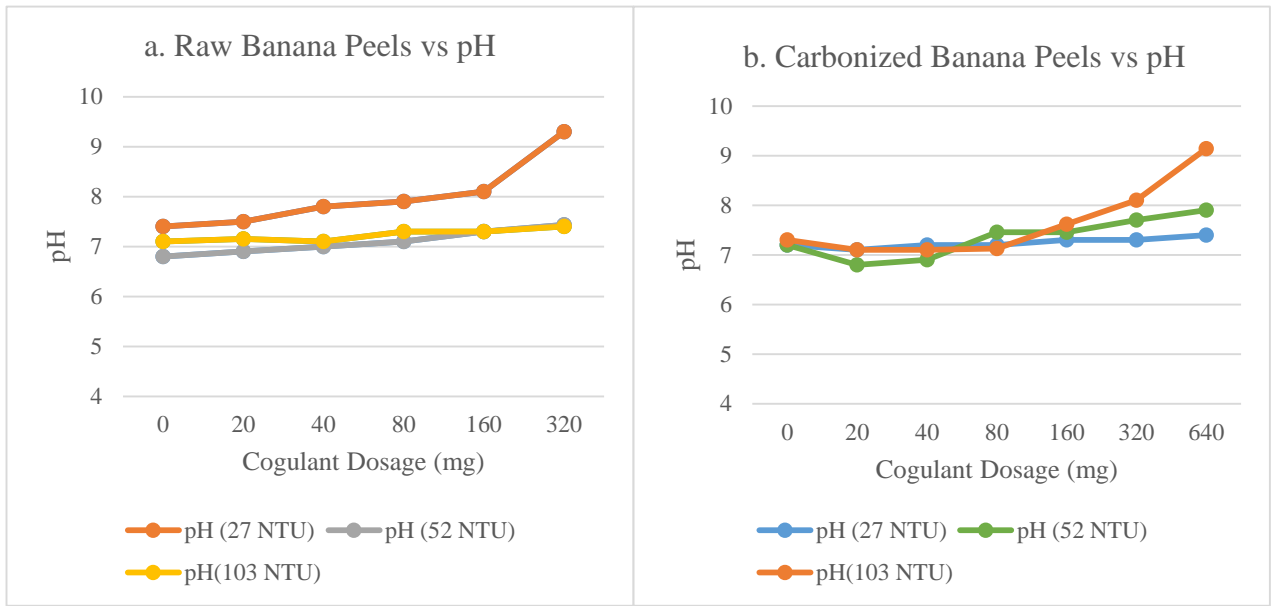 a. Raw Banana Peels vs pH
10
9
8
7
6
5
4
pH
0 20 40 80 160 320
Cogulant Dosage (mg)
pH (27 NTU) pH (52 NTU)
pH(103 NTU)
b. Carbonized Banana Peels vs pH
10
9
8
7
6
5
4
pH
0 20 40 80 160 320 640
Cogulant Dosage (mg)
pH (27 NTU) pH (52 NTU)
pH(103 NTU)